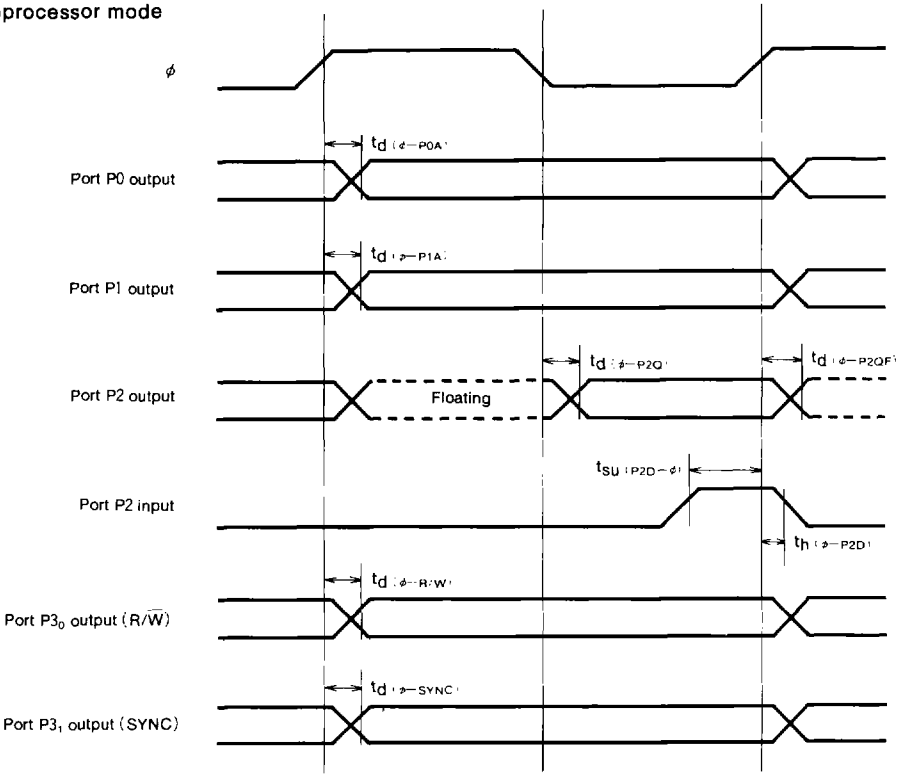 processor mode
ϕ
td (ϕ−P0A)
Port P0 output
td (ϕ−P1A)
Port P1 output
td (ϕ−P2Q)
td (ϕ−P2QF)
Port P2 output
Floating
tsu (P2D−ϕ)
Port P2 input
th (ϕ−P2D)
td (ϕ−R/W)
Port P3₀ output (R/W̅)
td (ϕ−SYNC)
Port P3₁ output (SYNC)